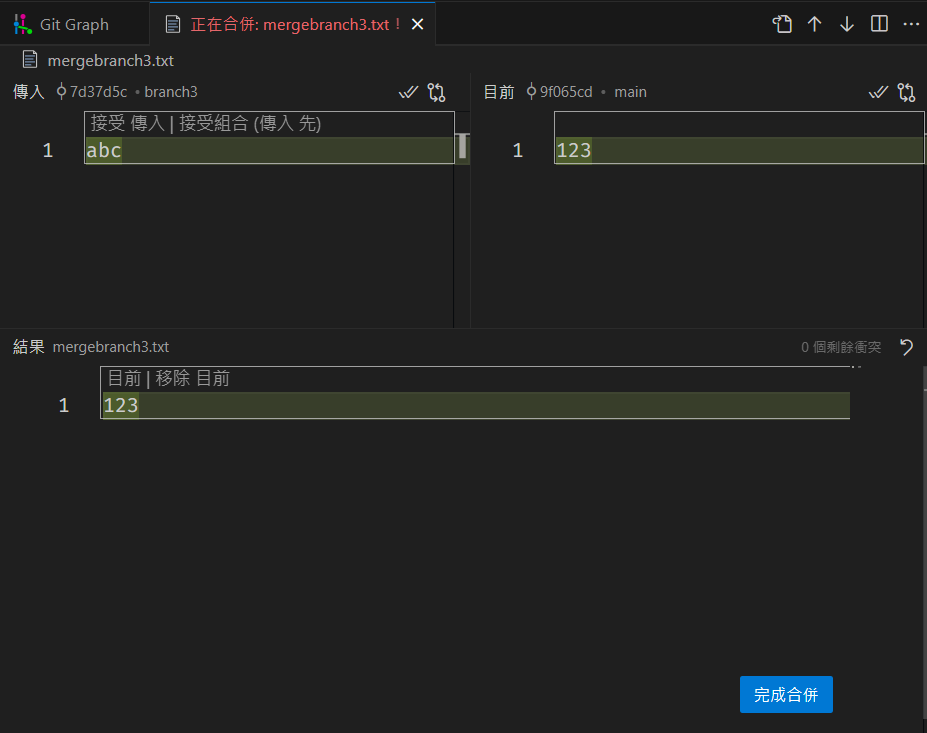 Git Graph
正在合併: mergebranch3.txt !
mergebranch3.txt
傳入 7d37d5c • branch3
目前 9f065cd • main
接受 傳入 | 接受組合 (傳入 先)
1 abc
1 123
結果 mergebranch3.txt
0 個剩餘衝突
目前 | 移除 目前
1 123
完成合併